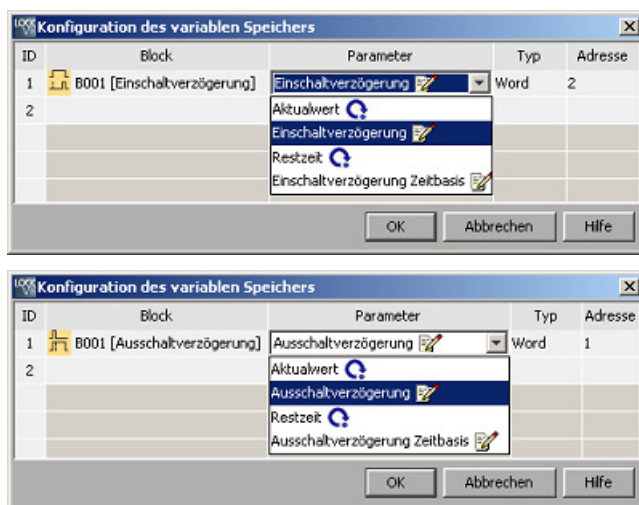 Konfiguration des variablen Speichers
ID Block Parameter Typ Adresse
1 B001 [Einschaltverzögerung] Einschaltverzögerung Word 2
2 Aktualwert
Einschaltverzögerung
Restzeit
Einschaltverzögerung Zeitbasis
OK Abbrechen Hilfe
Konfiguration des variablen Speichers
ID Block Parameter Typ Adresse
1 B001 [Ausschaltverzögerung] Ausschaltverzögerung Word 1
2 Aktualwert
Ausschaltverzögerung
Restzeit
Ausschaltverzögerung Zeitbasis
OK Abbrechen Hilfe